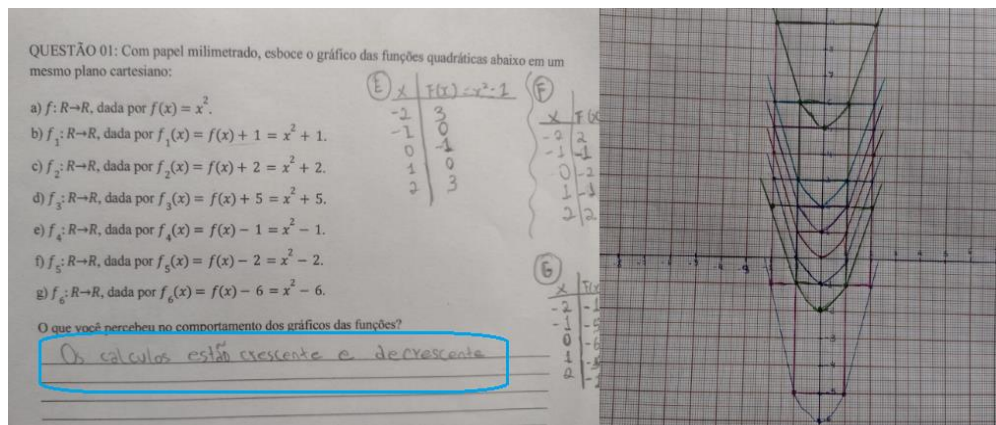 QUESTÃO 01: Com papel milimetrado, esboce o gráfico das funções quadráticas abaixo em um
mesmo plano cartesiano:
a) f: R→R, dada por f(x) = x².
b) f₁: R→R, dada por f₁(x) = f(x) + 1 = x² + 1.
c) f₂: R→R, dada por f₂(x) = f(x) + 2 = x² + 2.
d) f₃: R→R, dada por f₃(x) = f(x) + 5 = x² + 5.
e) f₄: R→R, dada por f₄(x) = f(x) − 1 = x² − 1.
f) f₅: R→R, dada por f₅(x) = f(x) − 2 = x² − 2.
g) f₆: R→R, dada por f₆(x) = f(x) − 6 = x² − 6.
O que você percebeu no comportamento dos gráficos das funções?
Os calculos estão crescente e decrescente
E
X F(x) = x² - 1
-2 3
-1 0
0 -1
1 0
2 3
F
X F(x
-2 2
-1 -1
0 -2
1 -1
2 2
G
X F(x
-2 -
-1 -5
0 -6
1 -
2 -